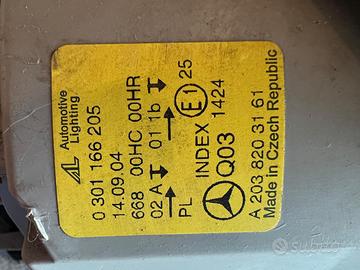 AL Automotive Lighting
0 301 166 205
14.09.04
668 00HC 00HR
02 A 01 1b
PL
E1 25
INDEX 1424
Q03
A 203 820 31 61
Made in Czech Republic
Subito